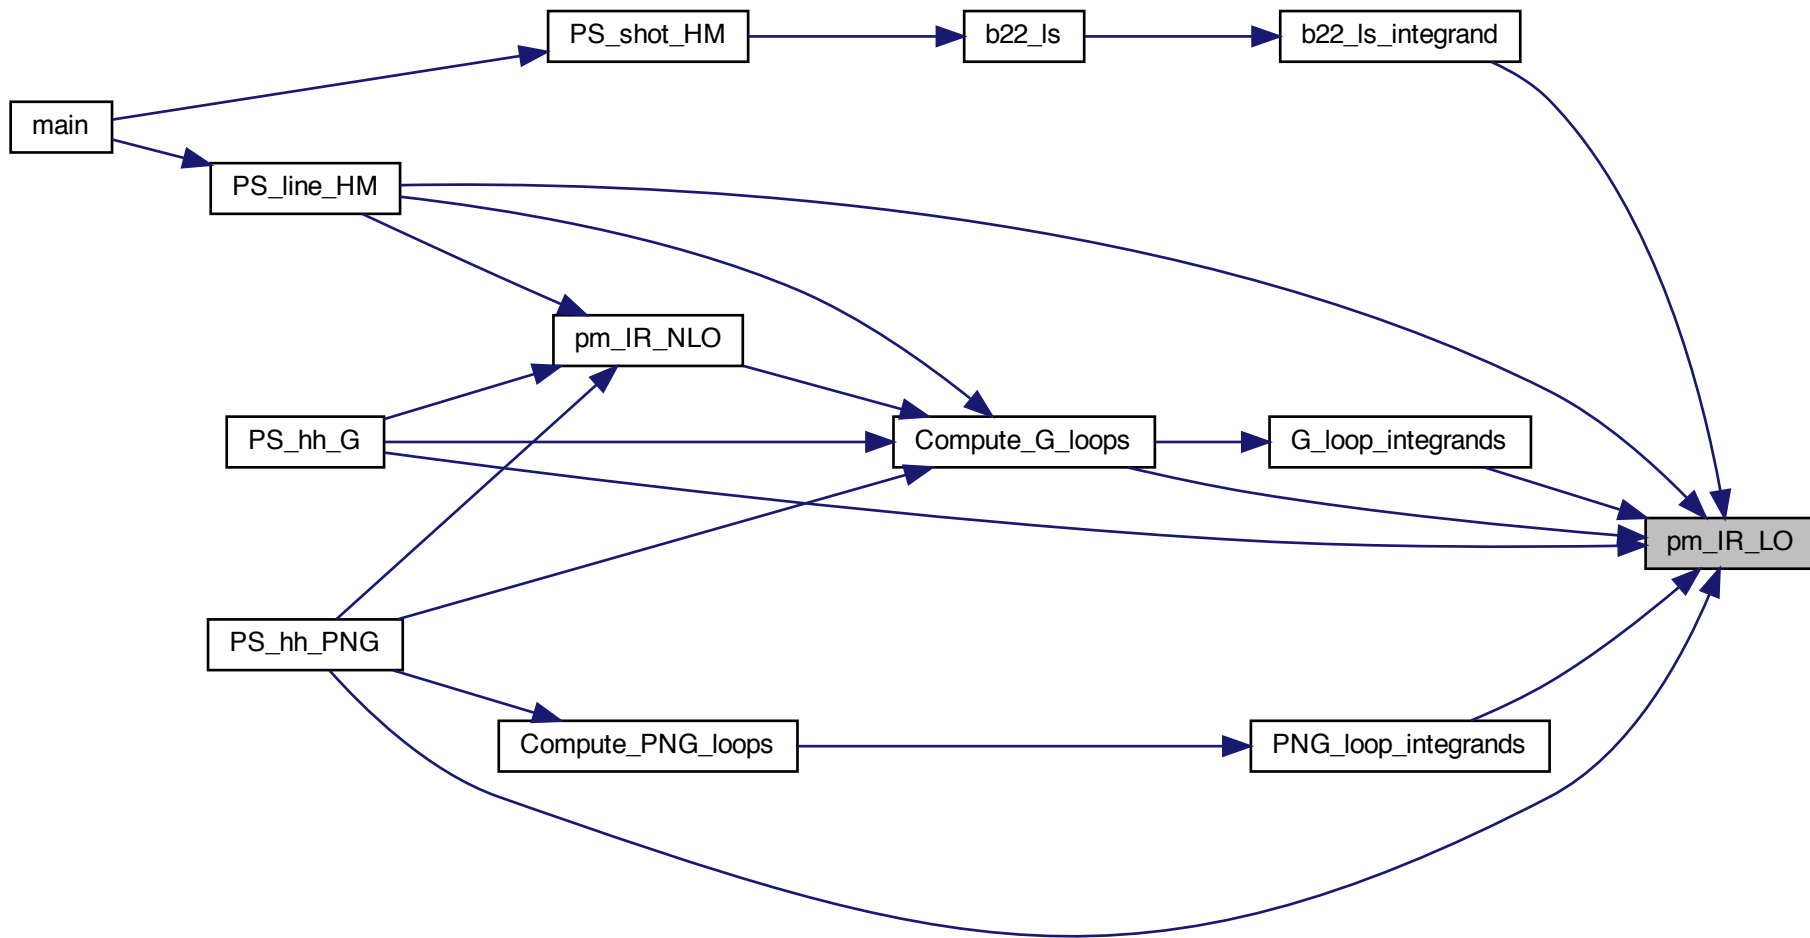 PS_shot_HM
b22_ls
b22_ls_integrand
main
PS_line_HM
pm_IR_NLO
PS_hh_G
Compute_G_loops
G_loop_integrands
pm_IR_LO
PS_hh_PNG
Compute_PNG_loops
PNG_loop_integrands